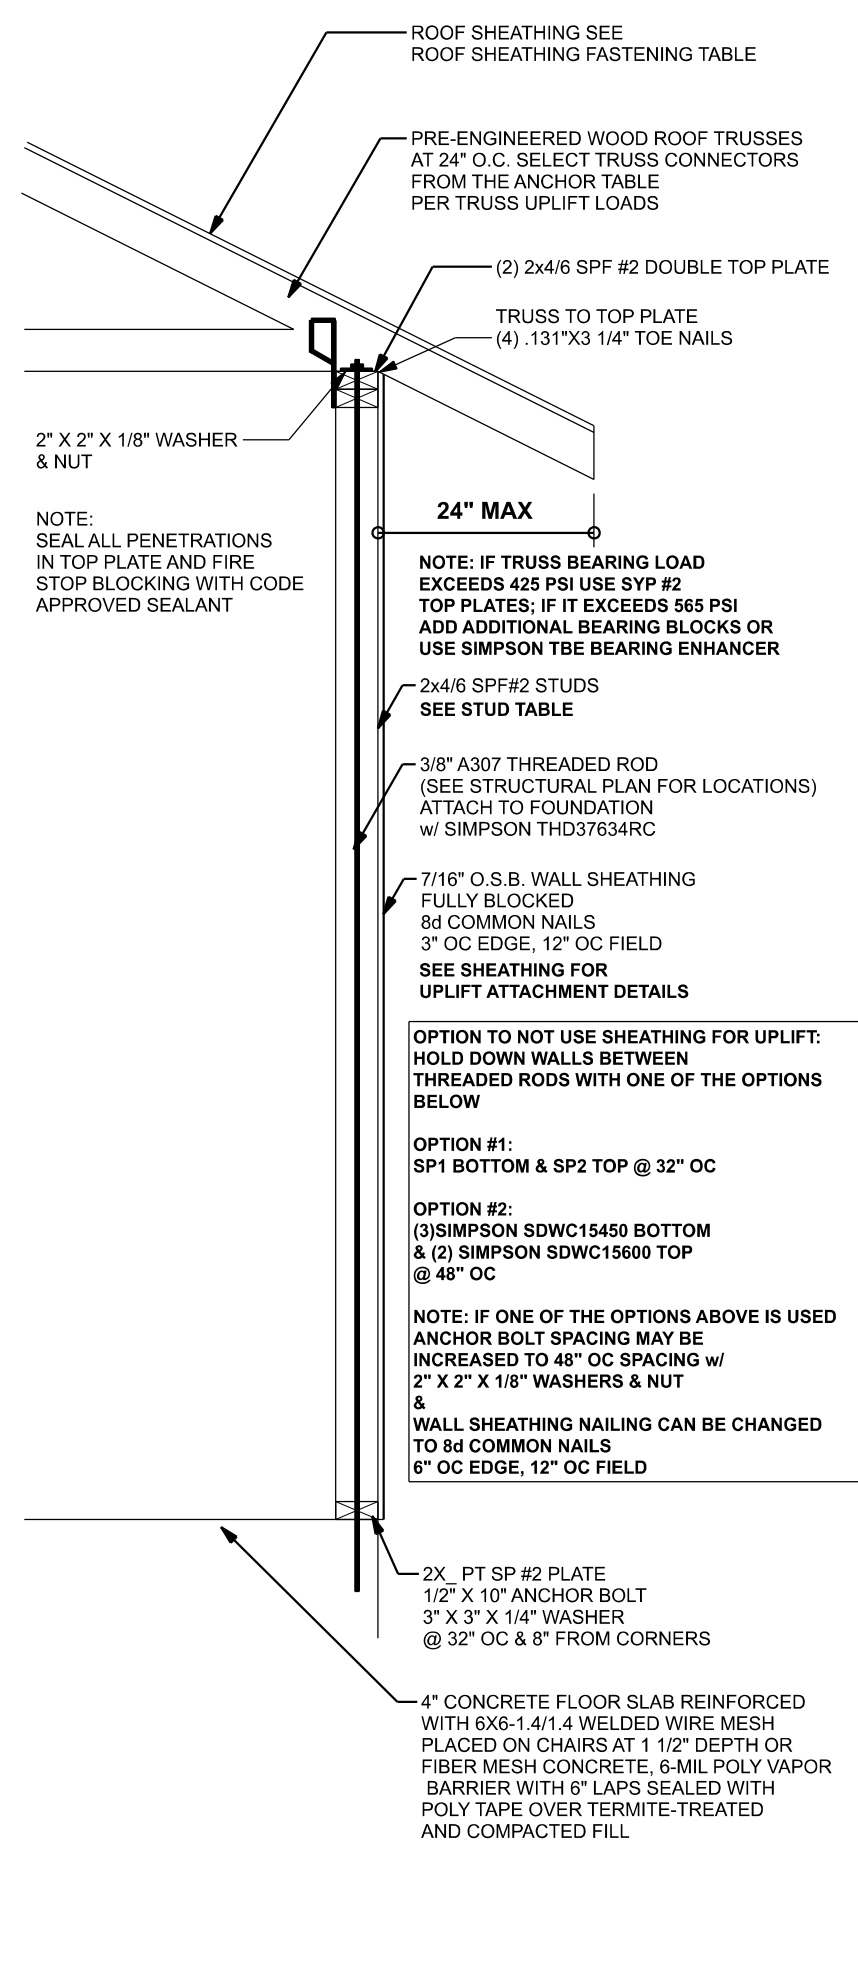 ROOF SHEATHING SEE
ROOF SHEATHING FASTENING TABLE
PRE-ENGINEERED WOOD ROOF TRUSSES
AT 24" O.C. SELECT TRUSS CONNECTORS
FROM THE ANCHOR TABLE
PER TRUSS UPLIFT LOADS
(2) 2x4/6 SPF #2 DOUBLE TOP PLATE
TRUSS TO TOP PLATE
(4) .131"X3 1/4" TOE NAILS
2" X 2" X 1/8" WASHER
& NUT
24" MAX
NOTE:
SEAL ALL PENETRATIONS
IN TOP PLATE AND FIRE
STOP BLOCKING WITH CODE
APPROVED SEALANT
NOTE: IF TRUSS BEARING LOAD
EXCEEDS 425 PSI USE SYP #2
TOP PLATES; IF IT EXCEEDS 565 PSI
ADD ADDITIONAL BEARING BLOCKS OR
USE SIMPSON TBE BEARING ENHANCER
2x4/6 SPF#2 STUDS
SEE STUD TABLE
3/8" A307 THREADED ROD
(SEE STRUCTURAL PLAN FOR LOCATIONS)
ATTACH TO FOUNDATION
w/ SIMPSON THD37634RC
7/16" O.S.B. WALL SHEATHING
FULLY BLOCKED
8d COMMON NAILS
3" OC EDGE, 12" OC FIELD
SEE SHEATHING FOR
UPLIFT ATTACHMENT DETAILS
OPTION TO NOT USE SHEATHING FOR UPLIFT:
HOLD DOWN WALLS BETWEEN
THREADED RODS WITH ONE OF THE OPTIONS
BELOW
OPTION #1:
SP1 BOTTOM & SP2 TOP @ 32" OC
OPTION #2:
(3)SIMPSON SDWC15450 BOTTOM
& (2) SIMPSON SDWC15600 TOP
@ 48" OC
NOTE: IF ONE OF THE OPTIONS ABOVE IS USED
ANCHOR BOLT SPACING MAY BE
INCREASED TO 48" OC SPACING w/
2" X 2" X 1/8" WASHERS & NUT
&
WALL SHEATHING NAILING CAN BE CHANGED
TO 8d COMMON NAILS
6" OC EDGE, 12" OC FIELD
2X_ PT SP #2 PLATE
1/2" X 10" ANCHOR BOLT
3" X 3" X 1/4" WASHER
@ 32" OC & 8" FROM CORNERS
4" CONCRETE FLOOR SLAB REINFORCED
WITH 6X6-1.4/1.4 WELDED WIRE MESH
PLACED ON CHAIRS AT 1 1/2" DEPTH OR
FIBER MESH CONCRETE, 6-MIL POLY VAPOR
BARRIER WITH 6" LAPS SEALED WITH
POLY TAPE OVER TERMITE-TREATED
AND COMPACTED FILL